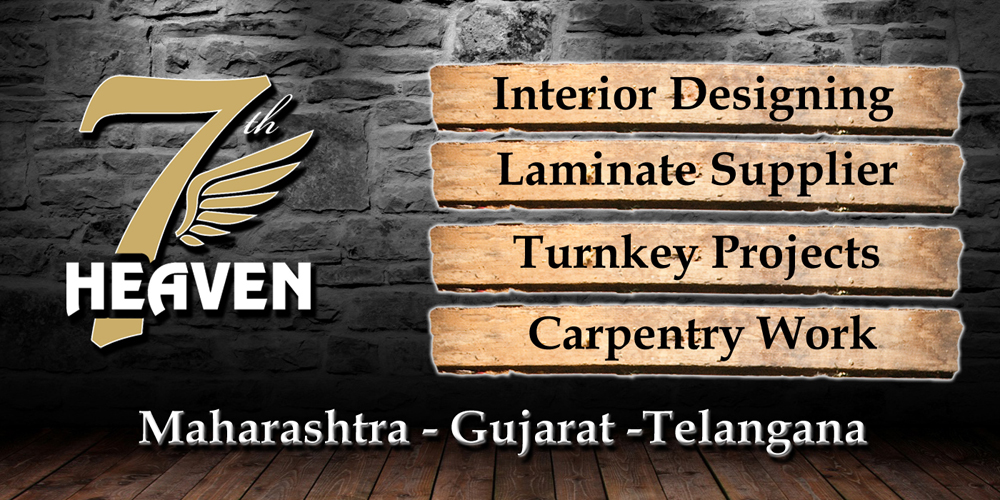 7th
HEAVEN
Interior Designing
Laminate Supplier
Turnkey Projects
Carpentry Work
Maharashtra - Gujarat -Telangana